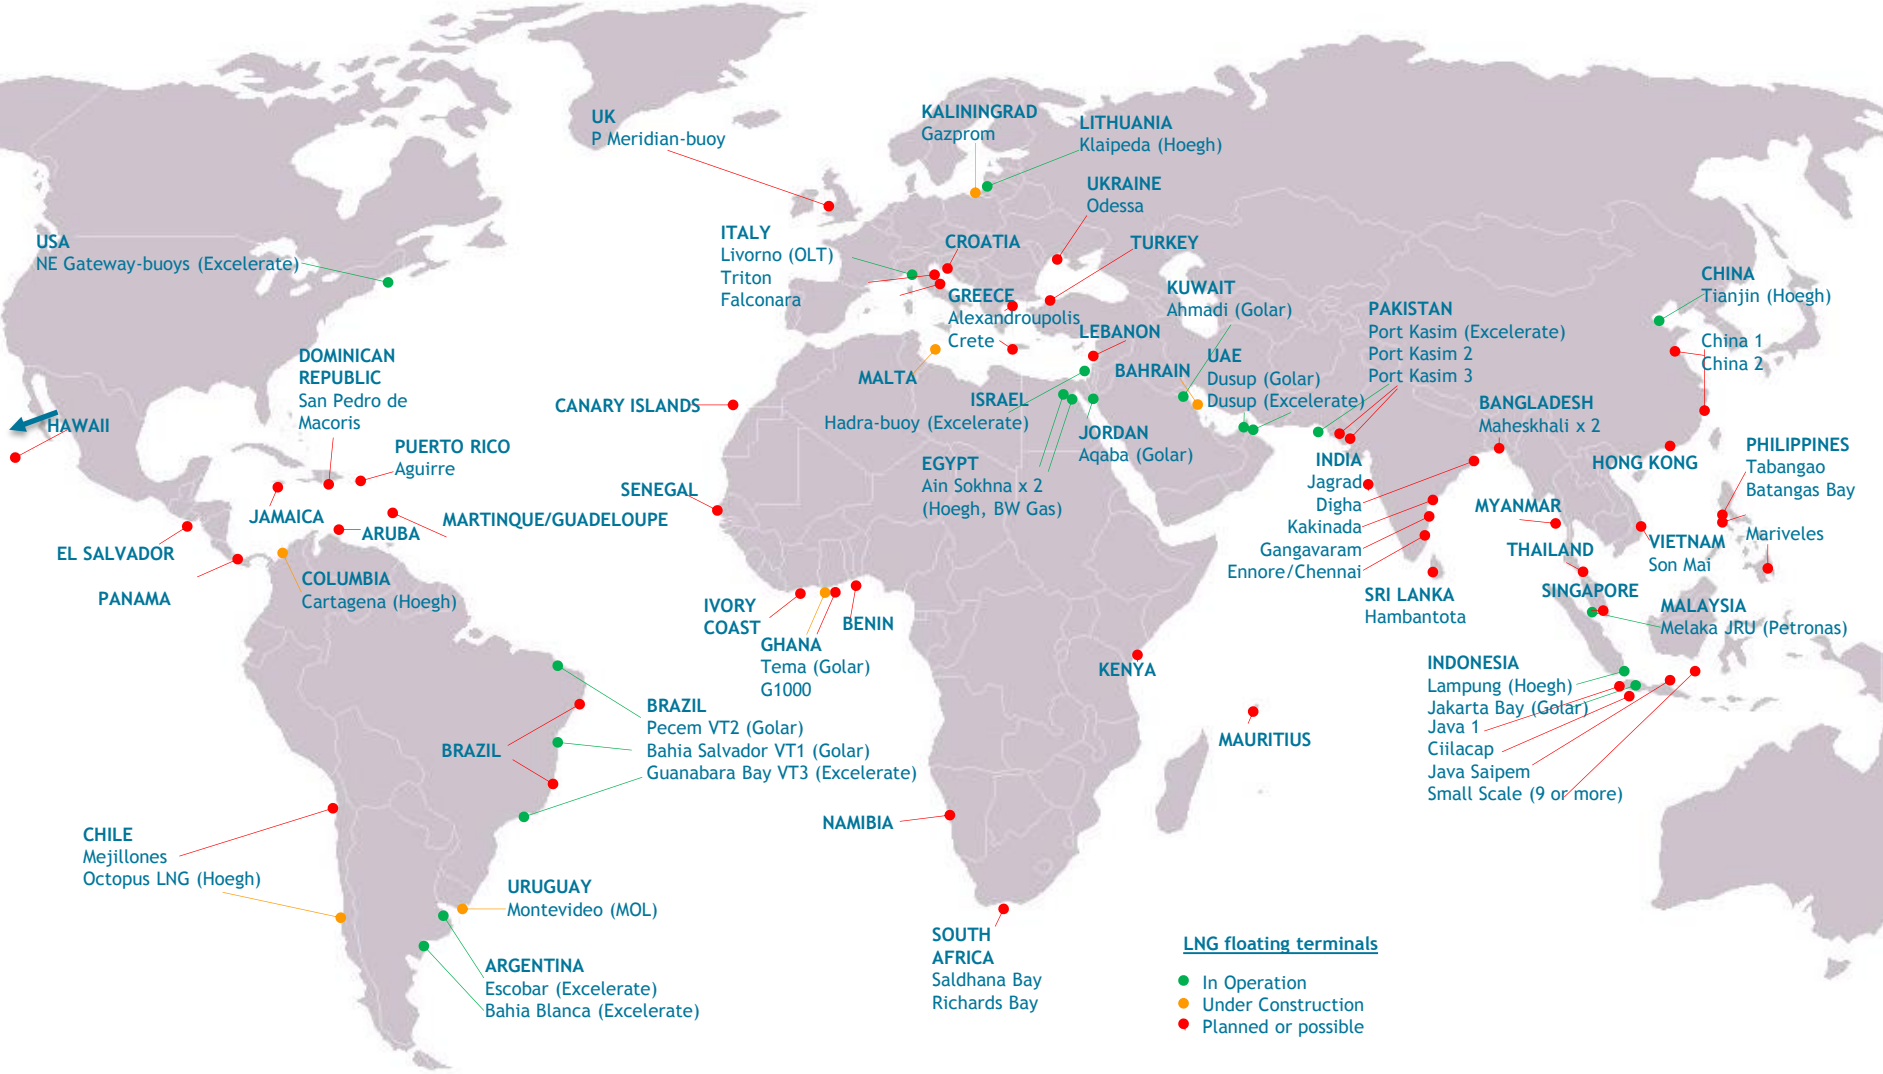 UK
P Meridian-buoy
KALININGRAD
Gazprom
LITHUANIA
Klaipeda (Hoegh)
UKRAINE
Odessa
USA
NE Gateway-buoys (Excelerate)
ITALY
Livorno (OLT)
Triton
Falconara
CROATIA
TURKEY
GREECE
Alexandroupolis
Crete
KUWAIT
Ahmadi (Golar)
CHINA
Tianjin (Hoegh)
China 1
China 2
PAKISTAN
Port Kasim (Excelerate)
Port Kasim 2
Port Kasim 3
LEBANON
DOMINICAN
REPUBLIC
San Pedro de
Macoris
MALTA
BAHRAIN
UAE
Dusup (Golar)
Dusup (Excelerate)
CANARY ISLANDS
ISRAEL
Hadra-buoy (Excelerate)
HAWAII
BANGLADESH
Maheskhali x 2
JORDAN
Aqaba (Golar)
PUERTO RICO
Aguirre
EGYPT
Ain Sokhna x 2
(Hoegh, BW Gas)
INDIA
Jagrad
Digha
Kakinada
Gangavaram
Ennore/Chennai
HONG KONG
PHILIPPINES
Tabangao
Batangas Bay
Mariveles
SENEGAL
JAMAICA
ARUBA
MARTINQUE/GUADELOUPE
MYANMAR
EL SALVADOR
THAILAND
VIETNAM
Son Mai
COLUMBIA
Cartagena (Hoegh)
PANAMA
SRI LANKA
Hambantota
SINGAPORE
MALAYSIA
Melaka JRU (Petronas)
IVORY
COAST
GHANA
Tema (Golar)
G1000
BENIN
KENYA
INDONESIA
Lampung (Hoegh)
Jakarta Bay (Golar)
Java 1
Ciilacap
Java Saipem
Small Scale (9 or more)
BRAZIL
Pecem VT2 (Golar)
Bahia Salvador VT1 (Golar)
Guanabara Bay VT3 (Excelerate)
BRAZIL
MAURITIUS
NAMIBIA
CHILE
Mejillones
Octopus LNG (Hoegh)
URUGUAY
Montevideo (MOL)
SOUTH
AFRICA
Saldhana Bay
Richards Bay
ARGENTINA
Escobar (Excelerate)
Bahia Blanca (Excelerate)
LNG floating terminals
In Operation
Under Construction
Planned or possible